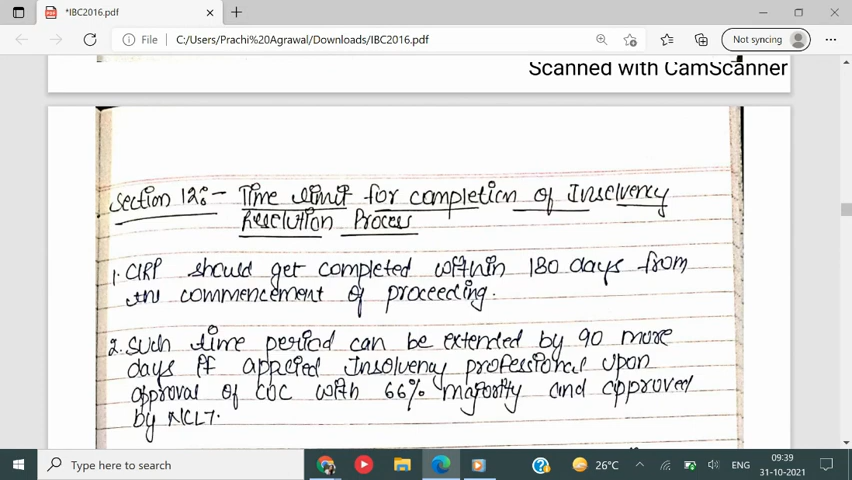 *IBC2016.pdf
File
C:/Users/Prachi%20Agrawal/Downloads/IBC2016.pdf
Not syncing
Scanned with CamScanner
Section 12:- Time limit for completion of Insolvency
Resolution Process
1. CIRP should get completed within 180 days from
the commencement of proceeding.
2. Such time period can be extended by 90 more
days if applied Insolvency professional upon
approval of COC with 66% majority and approved
by NCLT.
Type here to search
26°C
ENG
09:39
31-10-2021